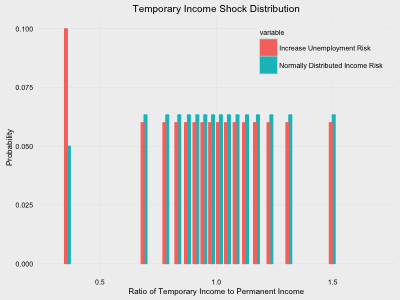 Temporary Income Shock Distribution
variable
Increase Unemployment Risk
Normally Distributed Income Risk
Probability
0.100
0.075
0.050
0.025
0.000
0.5 1.0 1.5
Ratio of Temporary Income to Permanent Income